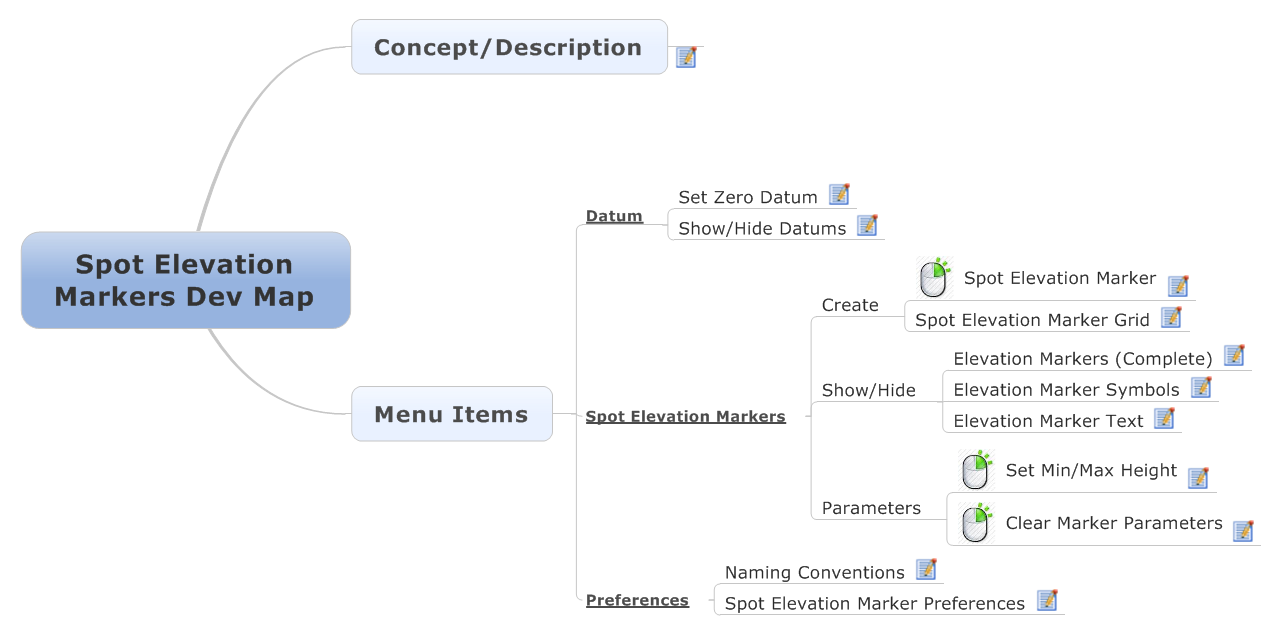 Concept/Description
Spot Elevation
Markers Dev Map
Menu Items
Datum
Set Zero Datum
Show/Hide Datums
Spot Elevation Markers
Create
Spot Elevation Marker
Spot Elevation Marker Grid
Show/Hide
Elevation Markers (Complete)
Elevation Marker Symbols
Elevation Marker Text
Parameters
Set Min/Max Height
Clear Marker Parameters
Preferences
Naming Conventions
Spot Elevation Marker Preferences